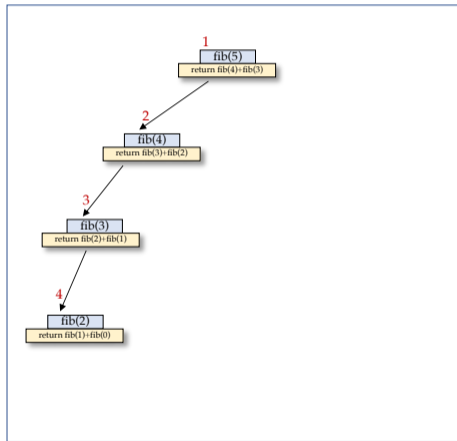 1
fib(5)
return fib(4)+fib(3)
2
fib(4)
return fib(3)+fib(2)
3
fib(3)
return fib(2)+fib(1)
4
fib(2)
return fib(1)+fib(0)